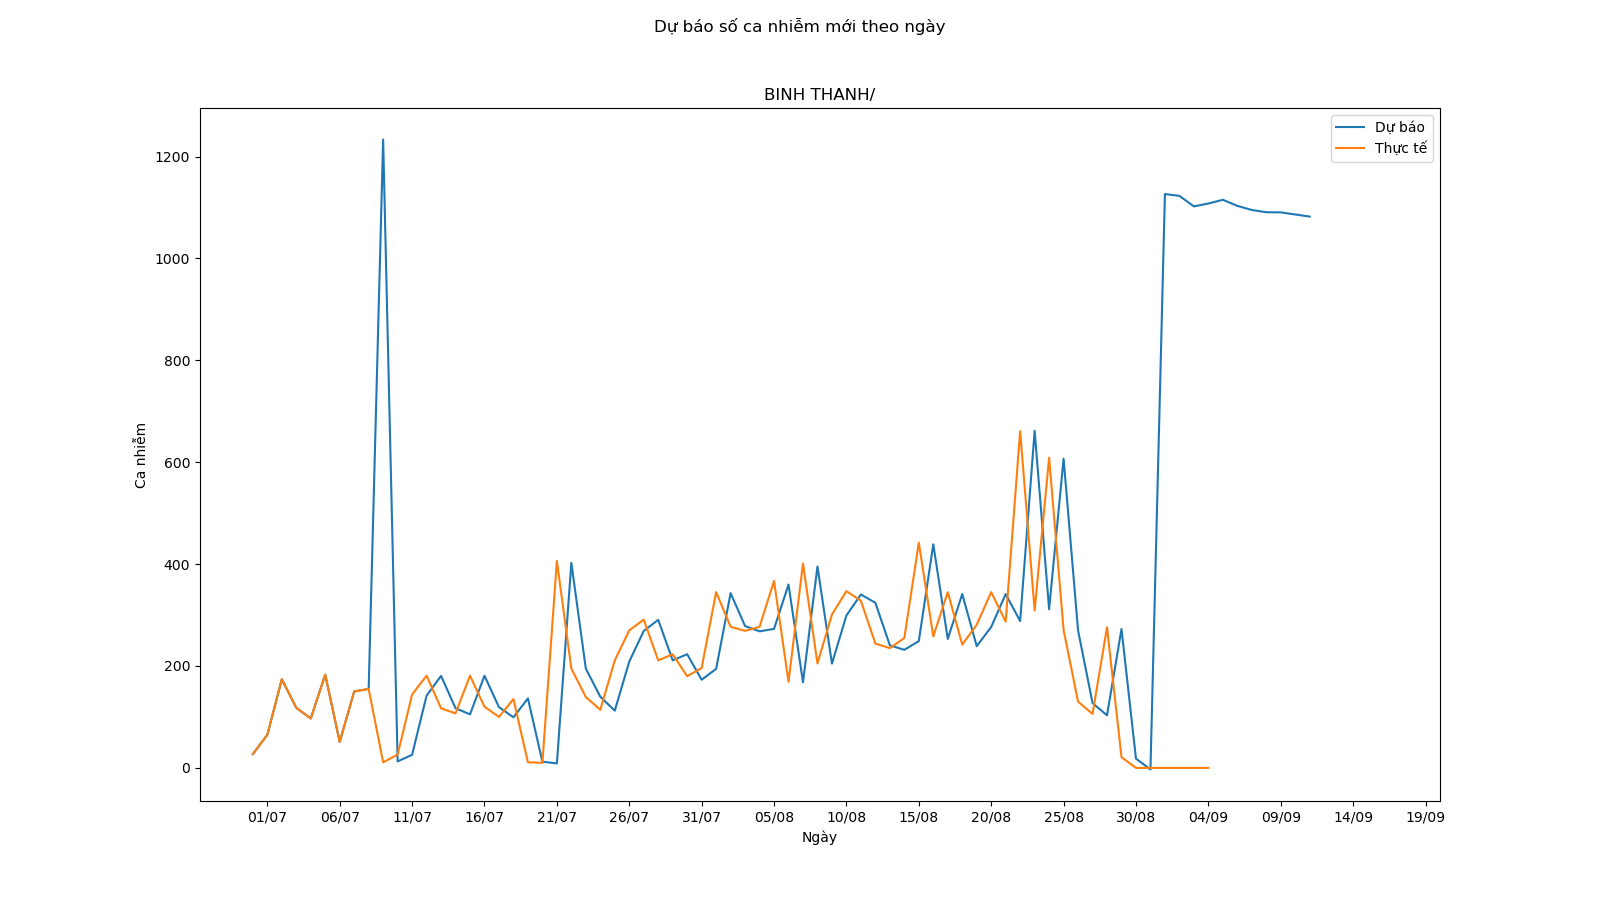 Dự báo số ca nhiễm mới theo ngày
BINH THANH/
Dự báo
Thực tế
1200
1000
800
600
400
200
0
Ca nhiễm
01/07 06/07 11/07 16/07 21/07 26/07 31/07 05/08 10/08 15/08 20/08 25/08 30/08 04/09 09/09 14/09 19/09
Ngày